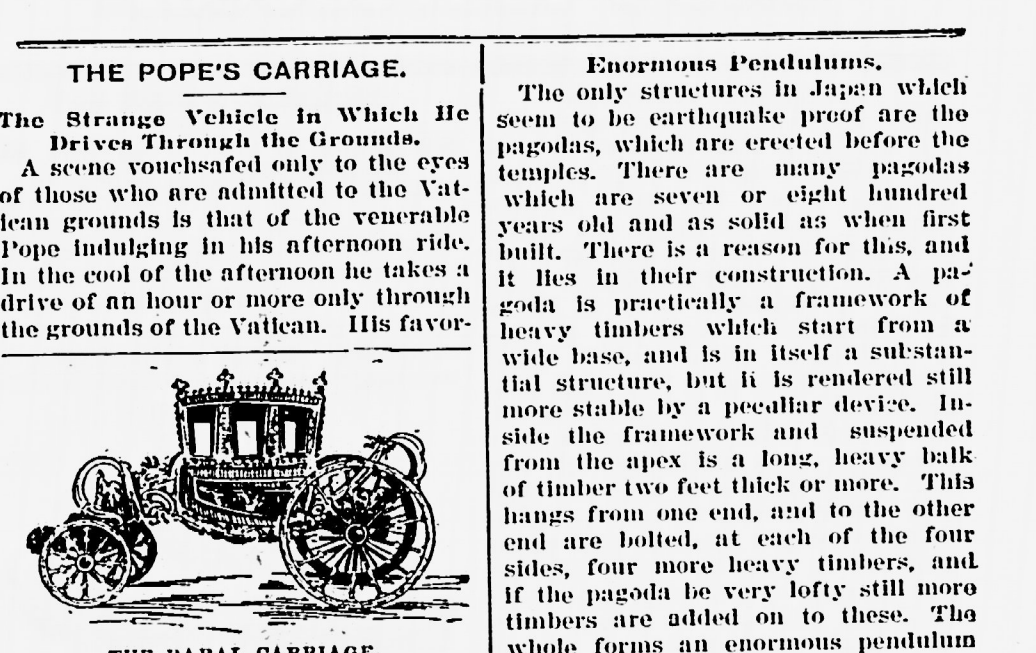 THE POPE'S CARRIAGE.
The Strange Vehicle in Which He
Drives Through the Grounds.
A scene vouchsafed only to the eyes
of those who are admitted to the Vat-
ican grounds is that of the venerable
Pope indulging in his afternoon ride.
In the cool of the afternoon he takes a
drive of an hour or more only through
the grounds of the Vatican. His favor-
THE PAPAL CARRIAGE
Enormous Pendulums.
The only structures in Japan which
seem to be earthquake proof are the
pagodas, which are erected before the
temples. There are many pagodas
which are seven or eight hundred
years old and as solid as when first
built. There is a reason for this, and
it lies in their construction. A pa-
goda is practically a framework of
heavy timbers which start from a
wide base, and is in itself a substan-
tial structure, but it is rendered still
more stable by a peculiar device. In-
side the framework and suspended
from the apex is a long, heavy balk
of timber two feet thick or more. This
hangs from one end, and to the other
end are bolted, at each of the four
sides, four more heavy timbers, and
if the pagoda be very lofty still more
timbers are added on to these. The
whole forms an enormous pendulum